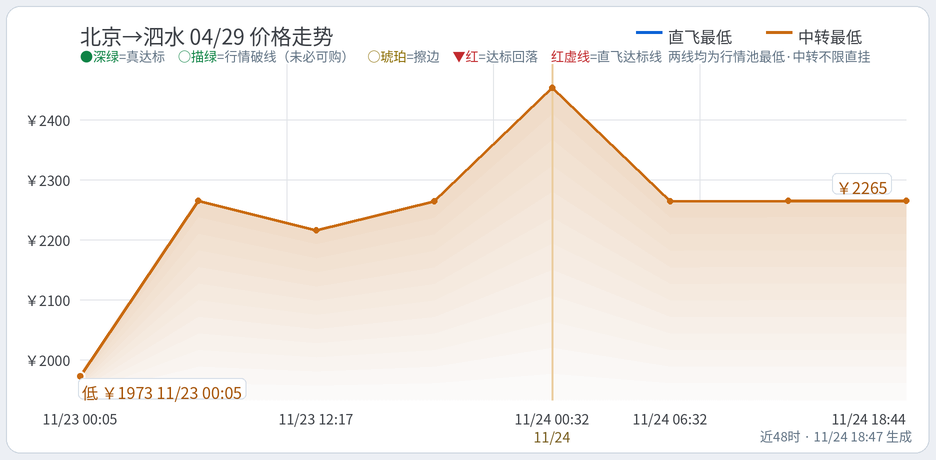 北京→泗水 04/29 价格走势
直飞最低
中转最低
●深绿=真达标 ○描绿=行情破线（未必可购） ○琥珀=擦边 ▼红=达标回落 红虚线=直飞达标线 两线均为行情池最低·中转不限直挂
￥2400
￥2300
￥2200
￥2100
￥2000
￥2265
低 ￥1973 11/23 00:05
11/23 00:05
11/23 12:17
11/24 00:32
11/24 06:32
11/24 18:44
11/24
近48时 · 11/24 18:47 生成